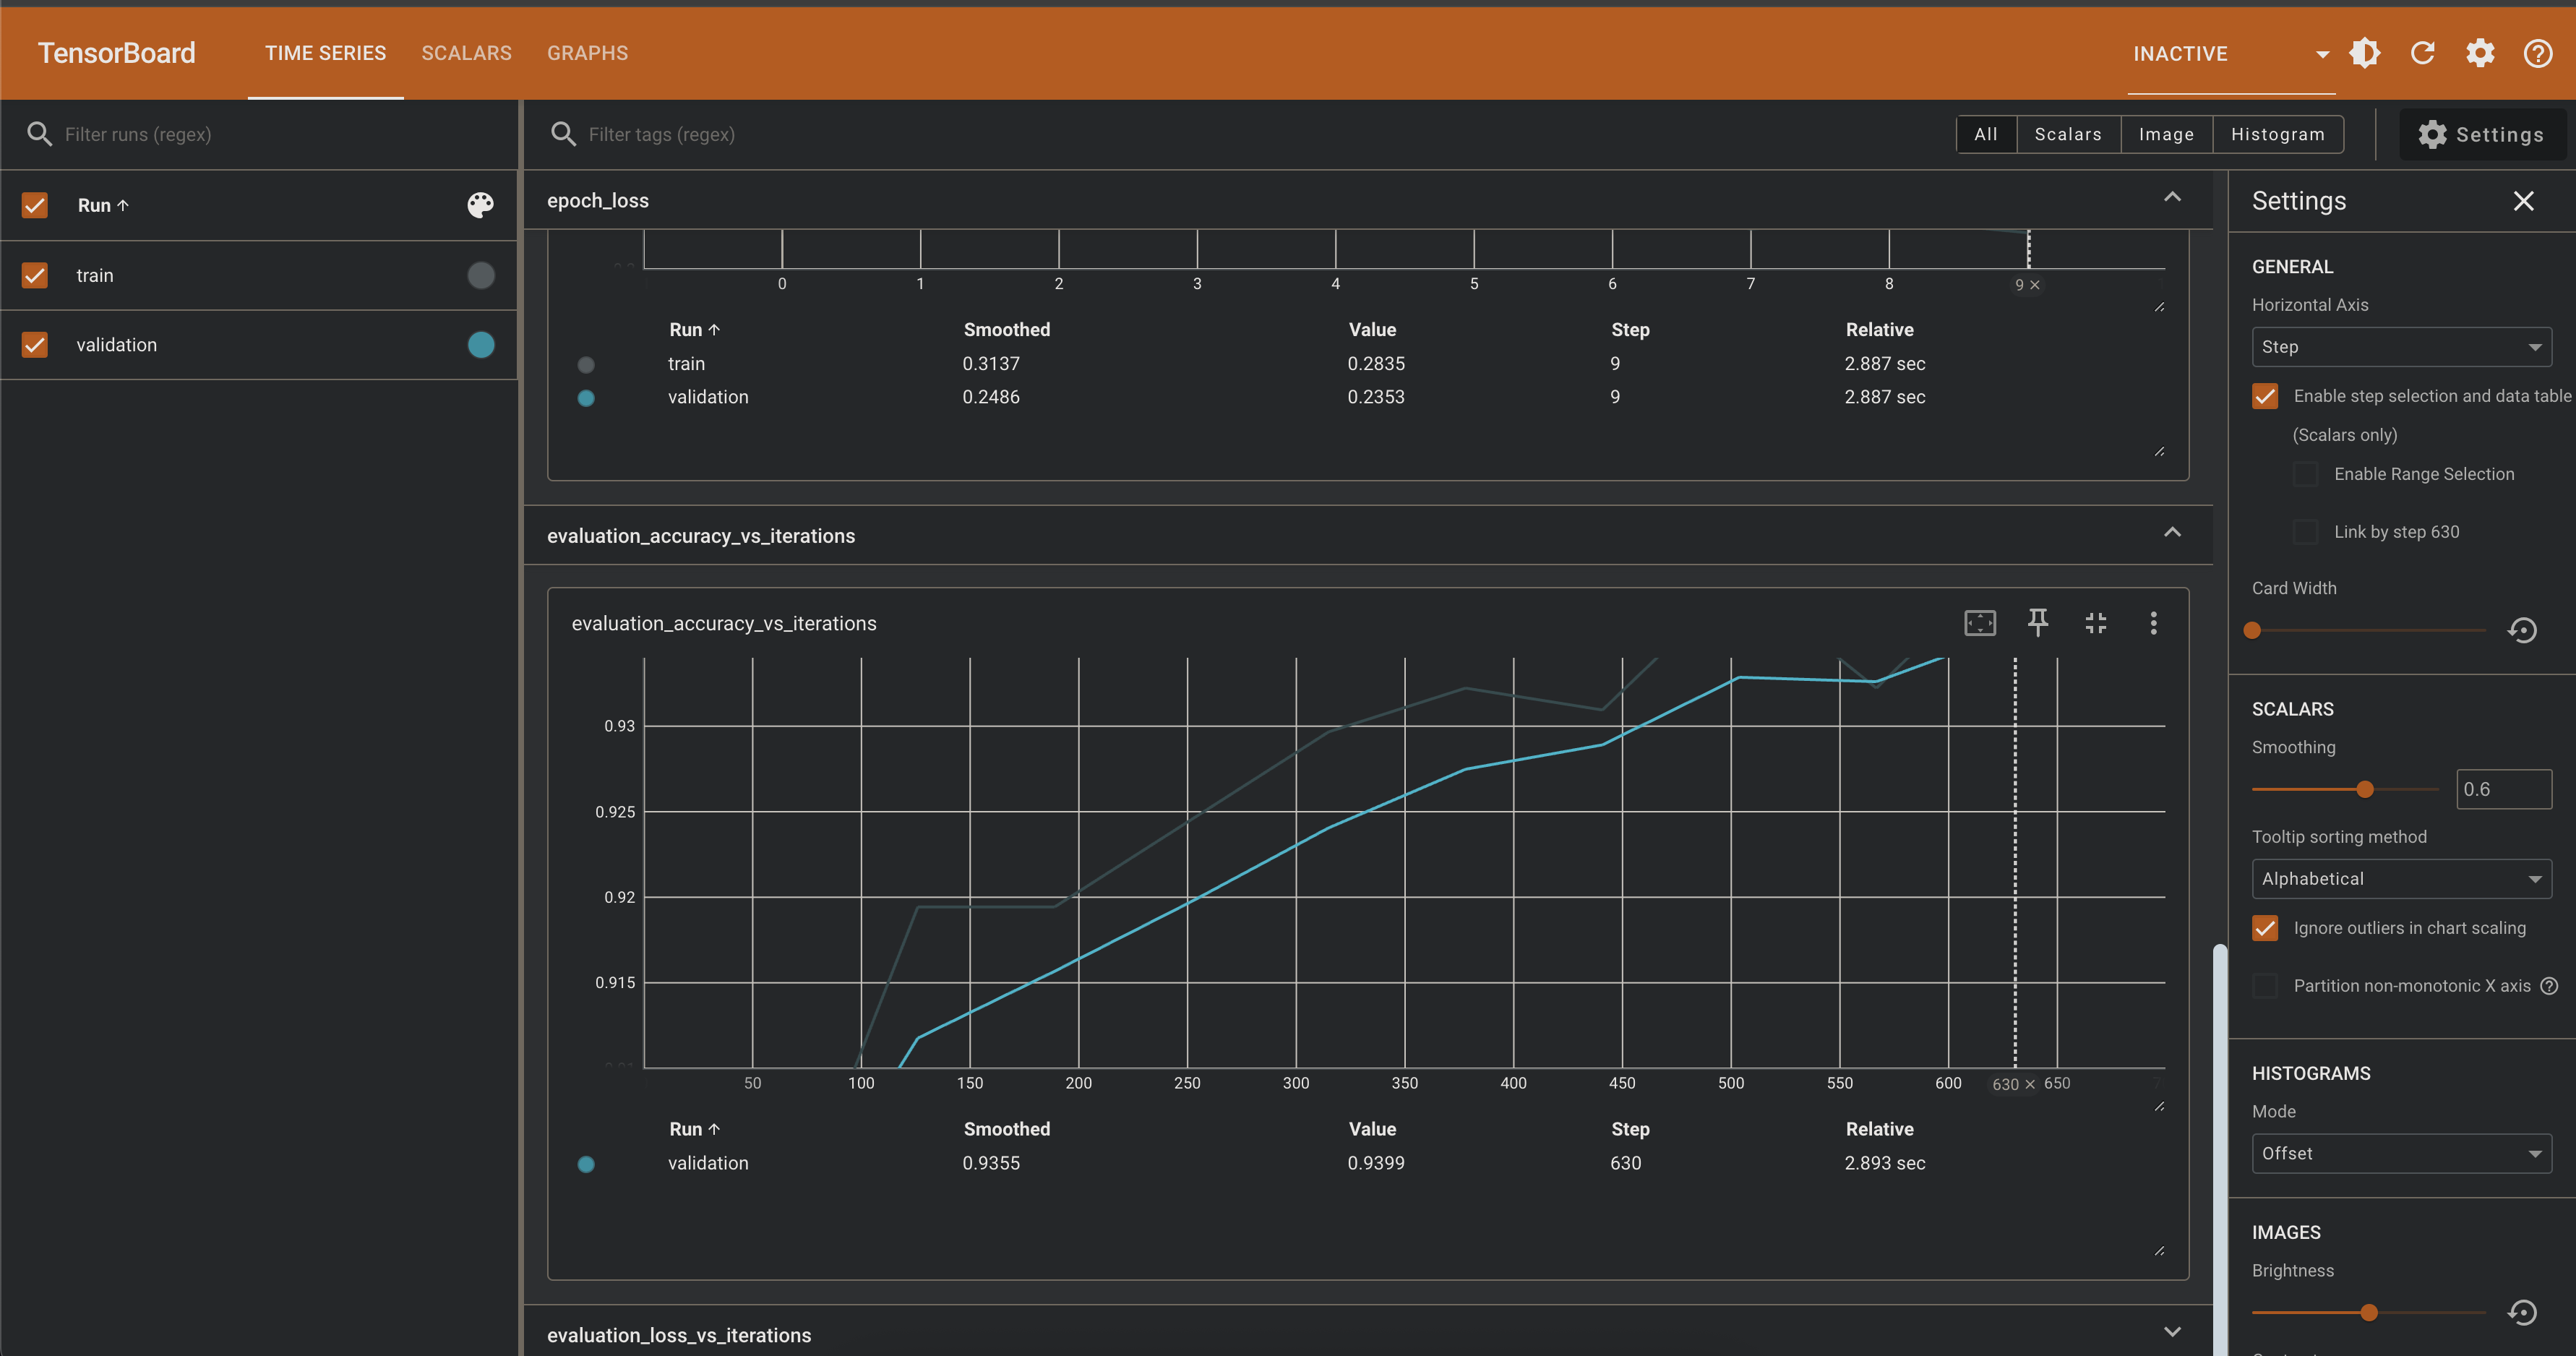 TensorBoard TIME SERIES SCALARS GRAPHS INACTIVE
Filter runs (regex)
Run
train
validation
Filter tags (regex) All Scalars Image Histogram Settings
epoch_loss
0 1 2 3 4 5 6 7 8 9 ×
Run Smoothed Value Step Relative
train 0.3137 0.2835 9 2.887 sec
validation 0.2486 0.2353 9 2.887 sec
evaluation_accuracy_vs_iterations
evaluation_accuracy_vs_iterations
0.93
0.925
0.92
0.915
50 100 150 200 250 300 350 400 450 500 550 600 630 × 650
Run Smoothed Value Step Relative
validation 0.9355 0.9399 630 2.893 sec
evaluation_loss_vs_iterations
Settings
GENERAL
Horizontal Axis
Step
Enable step selection and data table
(Scalars only)
Enable Range Selection
Link by step 630
Card Width
SCALARS
Smoothing
0.6
Tooltip sorting method
Alphabetical
Ignore outliers in chart scaling
Partition non-monotonic X axis
HISTOGRAMS
Mode
Offset
IMAGES
Brightness